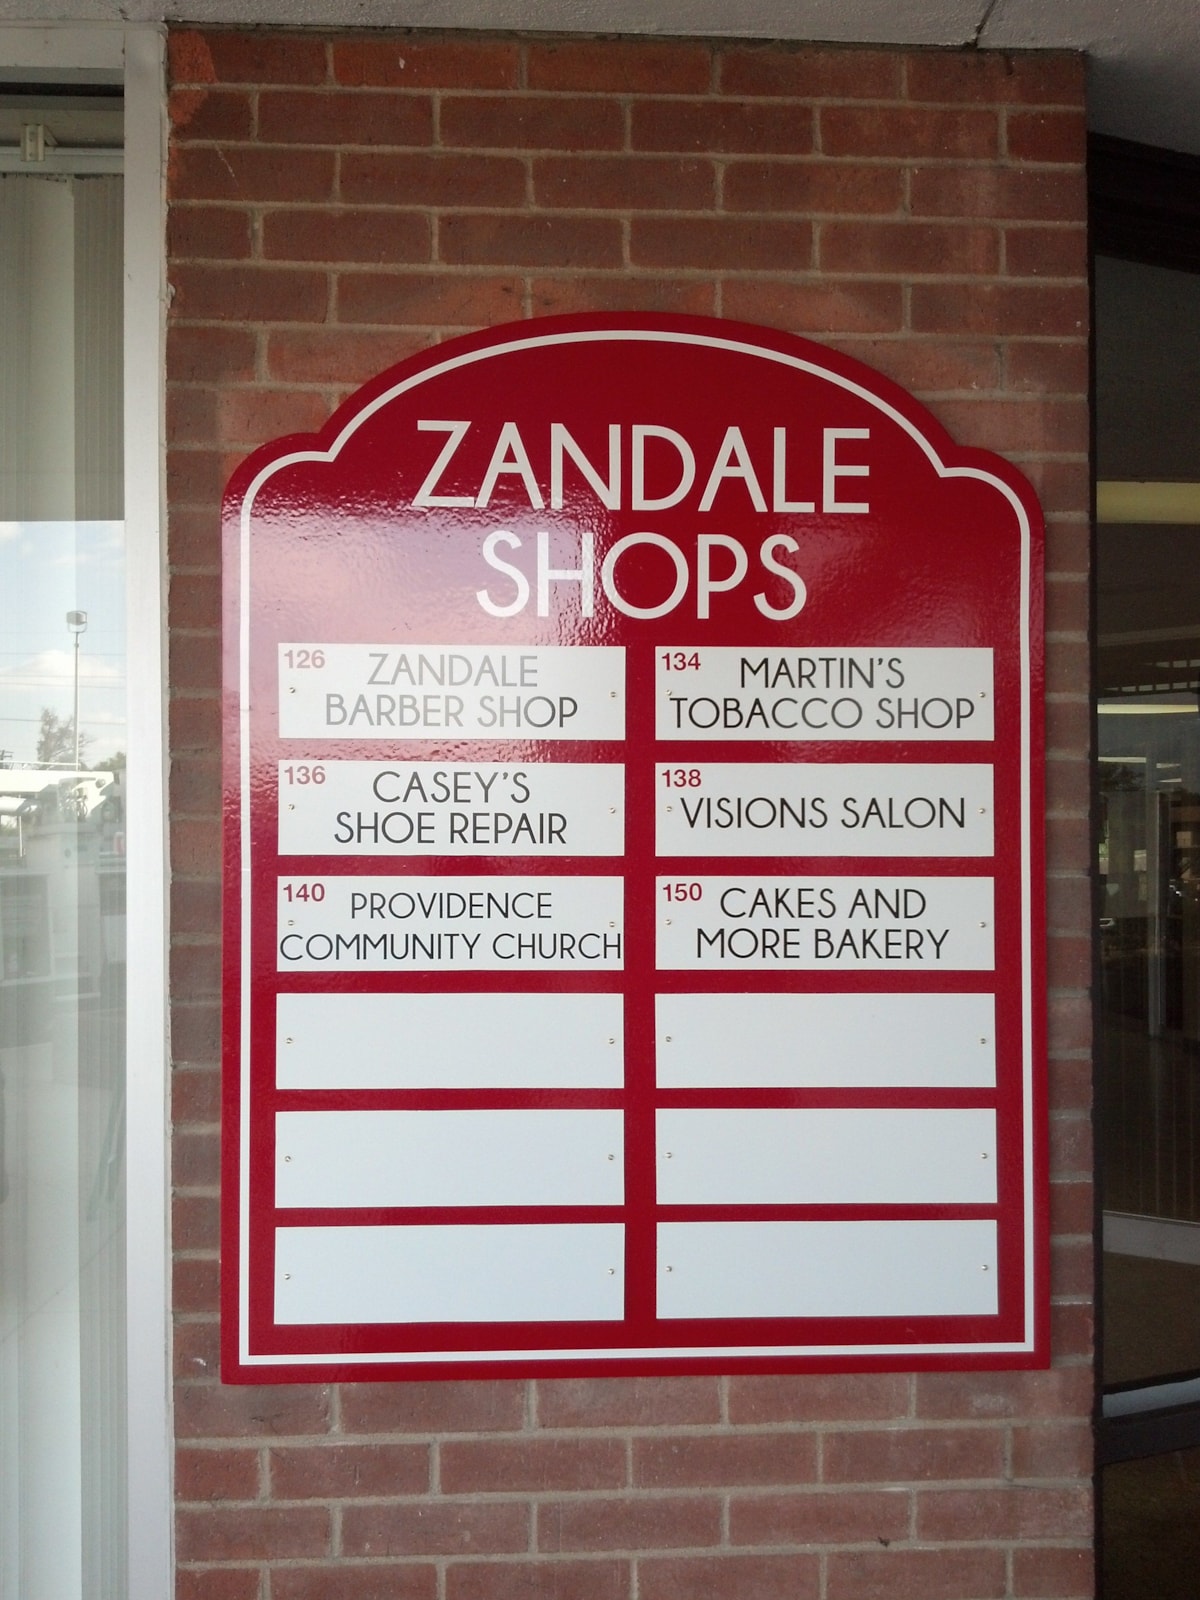 ZANDALE
SHOPS
126 ZANDALE
BARBER SHOP
134 MARTIN'S
TOBACCO SHOP
136 CASEY'S
SHOE REPAIR
138 VISIONS SALON
140 PROVIDENCE
COMMUNITY CHURCH
150 CAKES AND
MORE BAKERY